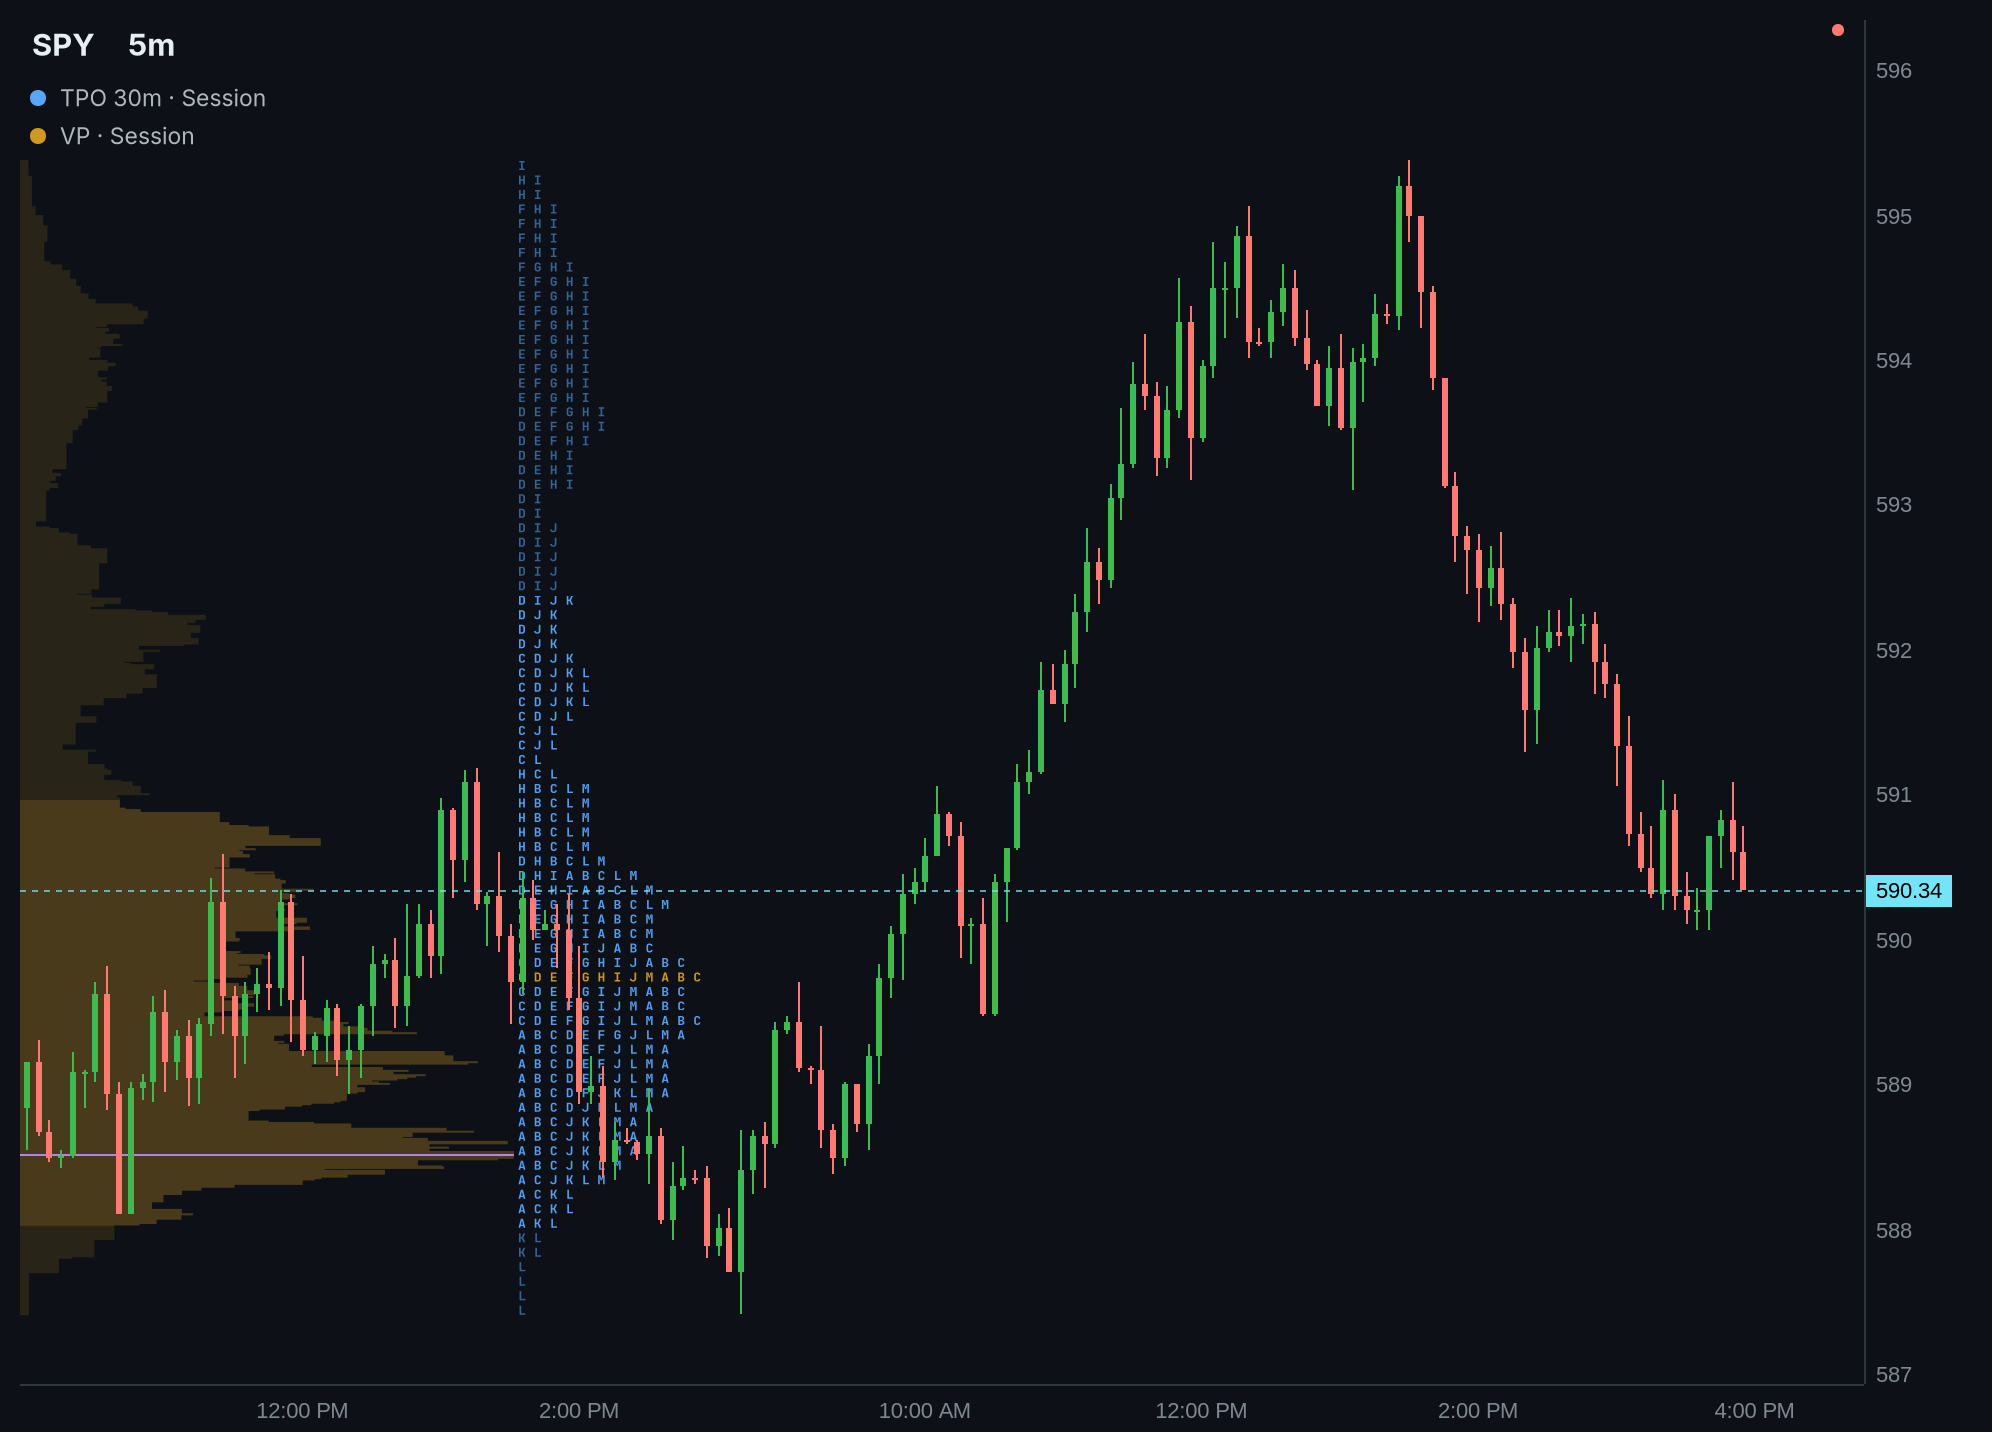 SPY 5m
TPO 30m · Session
VP · Session
596
595
594
593
592
591
590.34
590
589
588
587
I
H I
H I
F H I
F H I
F H I
F H I
F G H I
E F G H I
E F G H I
E F G H I
E F G H I
E F G H I
E F G H I
E F G H I
E F G H I
E F G H I
D E F G H I
D E F G H I
D E F H I
D E H I
D E H I
D E H I
D I
D I
D I J
D I J
D I J
D I J
D I J
D I J K
D J K
D J K
D J K
C D J K
C D J K L
C D J K L
C D J K L
C D J L
C J L
C J L
C L
H C L
H B C L M
H B C L M
H B C L M
H B C L M
H B C L M
D H B C L M
D H I A B C L M
E H I A B C L M
E G H I A B C L M
E G H I A B C M
E G I A B C M
E G I J A B C
D E G H I J A B C
D E G H I J M A B C
C D E F G I J M A B C
C D E F G I J M A B C
C D E F G I J L M A B C
A B C D E F G J L M A
A B C D E F J L M A
A B C D E F J L M A
A B C D E F J L M A
A B C D F J K L M A
A B C D J L M A
A B C J K M A
A B C J K M A
A B C J K M A
A B C J K L M
A C J K L M
A C K L
A C K L
A K L
K L
K L
L
L
L
L
12:00 PM
2:00 PM
10:00 AM
12:00 PM
2:00 PM
4:00 PM